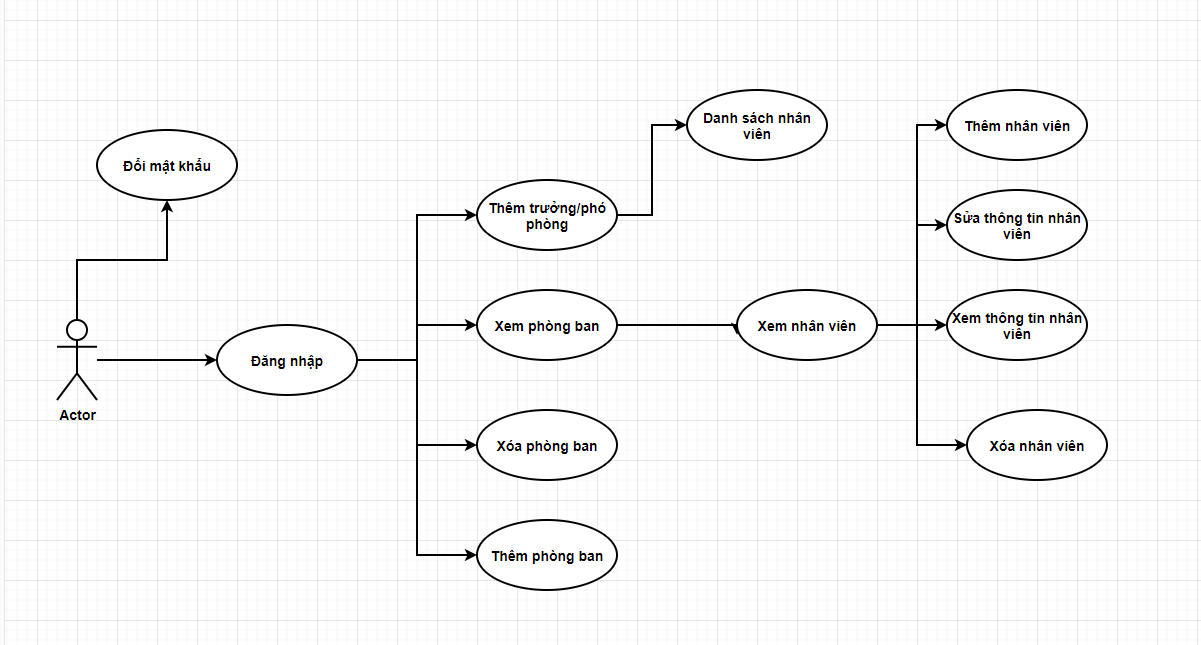 Danh sách nhân
viên
Thêm nhân viên
Đổi mật khẩu
Thêm trưởng/phó
phòng
Sửa thông tin nhân
viên
Xem phòng ban
Xem nhân viên
Xem thông tin nhân
viên
Đăng nhập
Actor
Xóa phòng ban
Xóa nhân viên
Thêm phòng ban